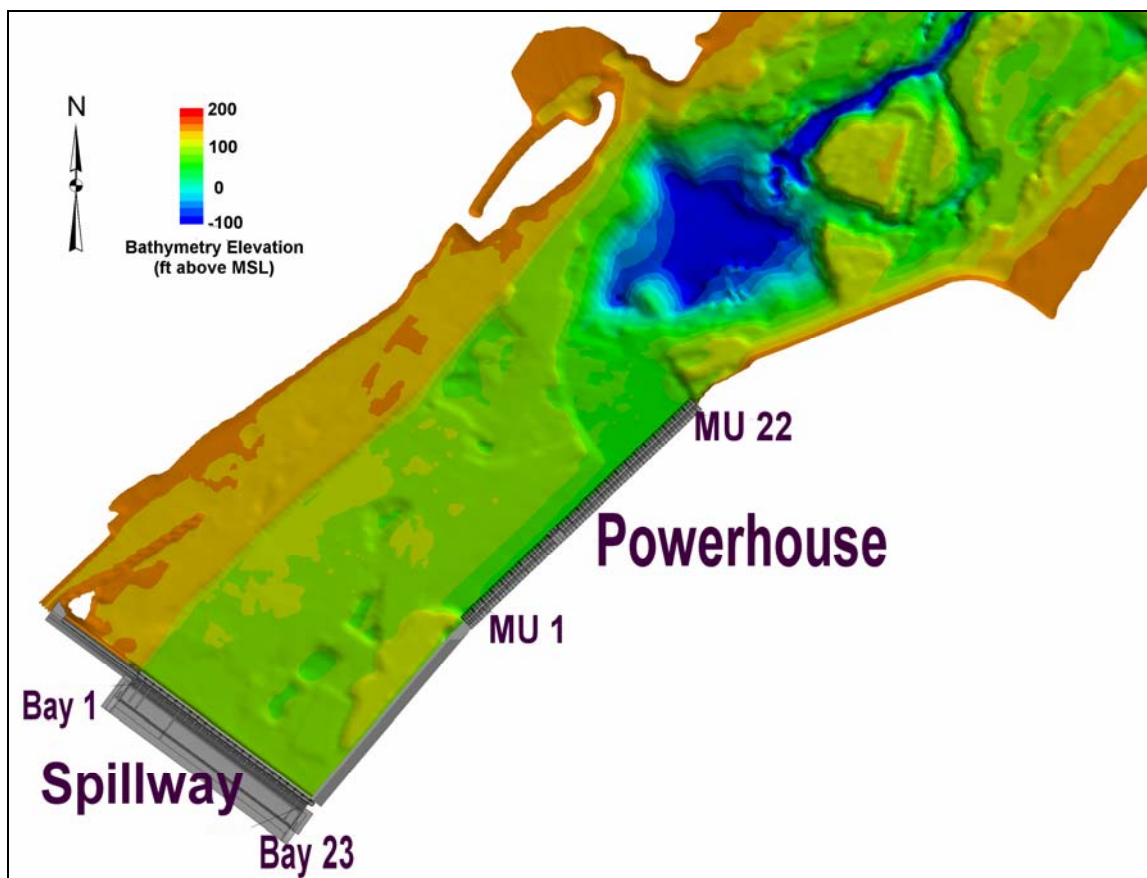 N
200
100
0
-100
Bathymetry Elevation
(ft above MSL)
MU 22
Powerhouse
MU 1
Bay 1
Spillway
Bay 23